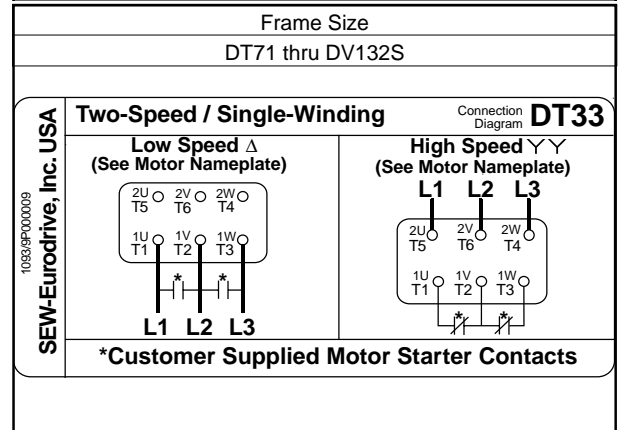 Frame Size
DT71 thru DV132S
SEW-Eurodrive, Inc. USA
1093/9P000009
Two-Speed / Single-Winding
Connection Diagram DT33
Low Speed Δ
(See Motor Nameplate)
2U 2V 2W
T5 T6 T4
1U 1V 1W
T1 T2 T3
* *
L1 L2 L3
High Speed Y Y
(See Motor Nameplate)
L1 L2 L3
2U 2V 2W
T5 T6 T4
1U 1V 1W
T1 T2 T3
* *
*Customer Supplied Motor Starter Contacts